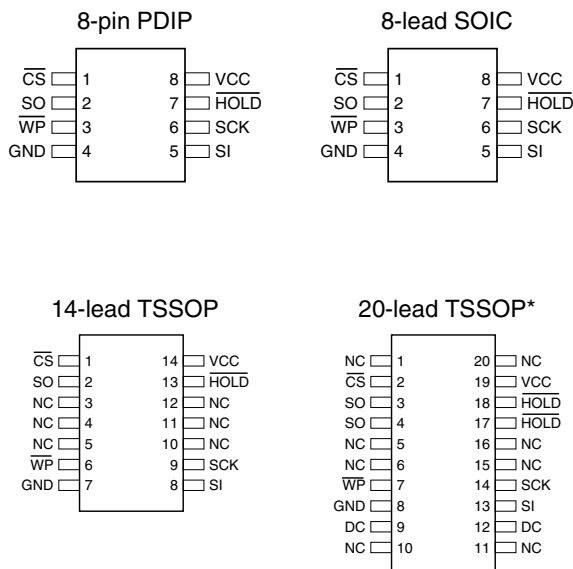 8-pin PDIP
CS 1 8 VCC
SO 2 7 HOLD
WP 3 6 SCK
GND 4 5 SI
8-lead SOIC
CS 1 8 VCC
SO 2 7 HOLD
WP 3 6 SCK
GND 4 5 SI
14-lead TSSOP
CS 1 14 VCC
SO 2 13 HOLD
NC 3 12 NC
NC 4 11 NC
NC 5 10 NC
WP 6 9 SCK
GND 7 8 SI
20-lead TSSOP*
NC 1 20 NC
CS 2 19 VCC
SO 3 18 HOLD
SO 4 17 HOLD
NC 5 16 NC
NC 6 15 NC
WP 7 14 SCK
GND 8 13 SI
DC 9 12 DC
NC 10 11 NC